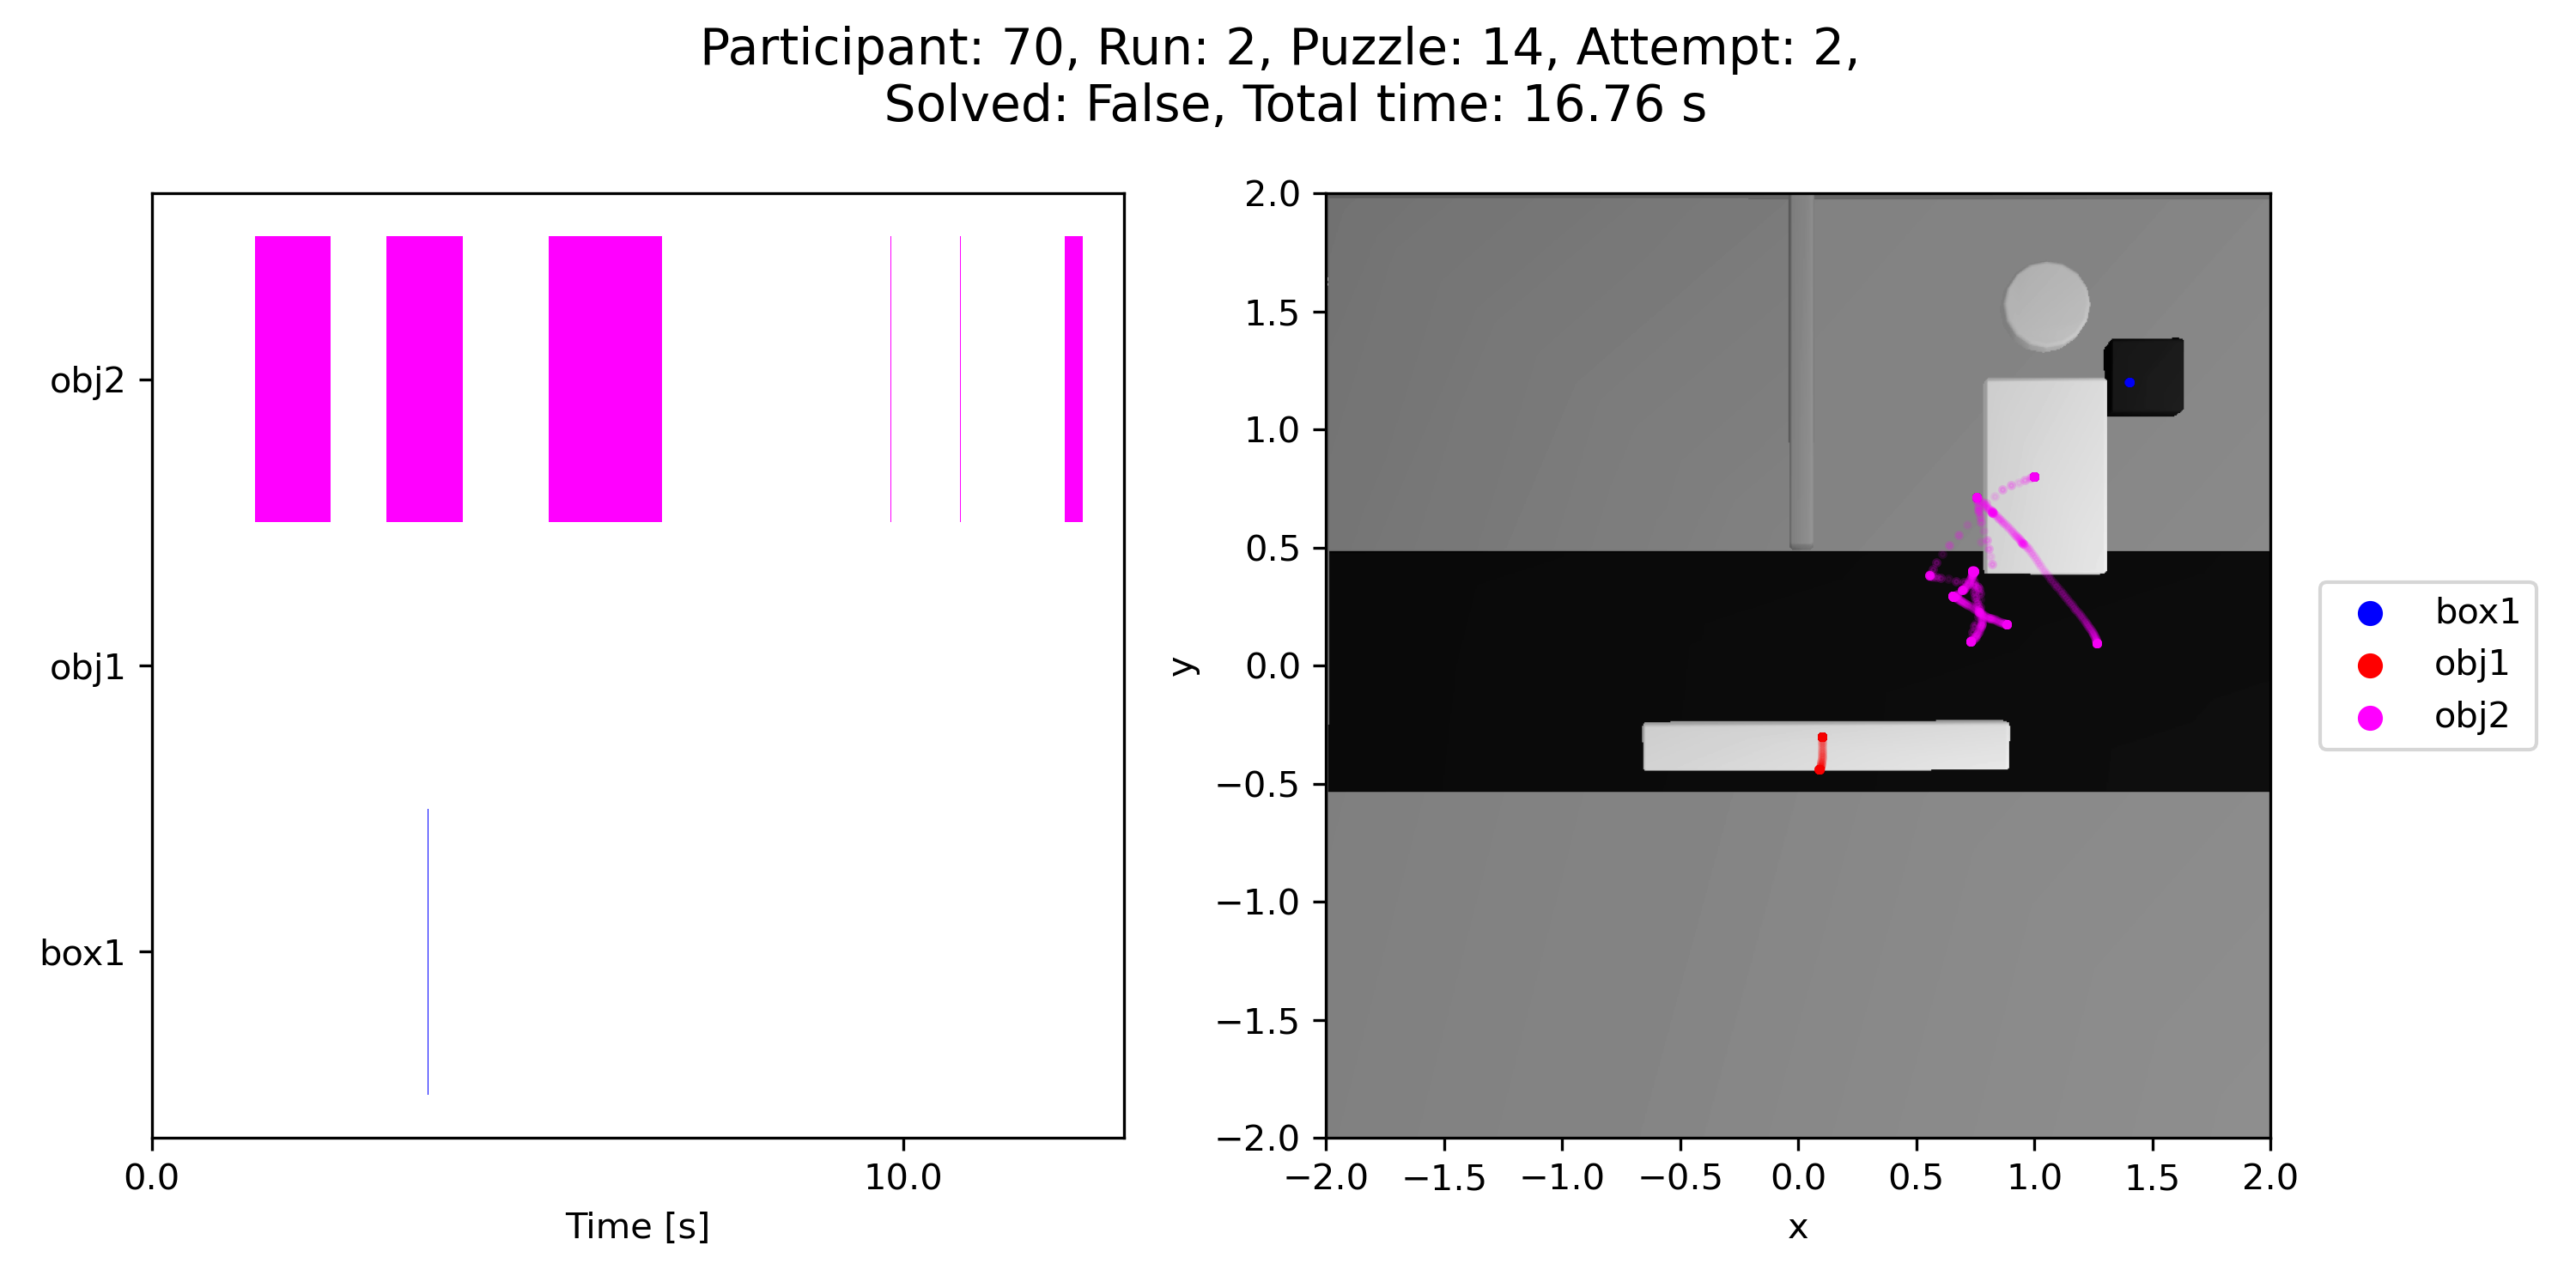 Participant: 70, Run: 2, Puzzle: 14, Attempt: 2,
Solved: False, Total time: 16.76 s
obj2
obj1
box1
0.0
10.0
Time [s]
2.0
1.5
1.0
0.5
0.0
−0.5
−1.0
−1.5
−2.0
y
−2.0
−1.5
−1.0
−0.5
0.0
0.5
1.0
1.5
2.0
x
box1
obj1
obj2